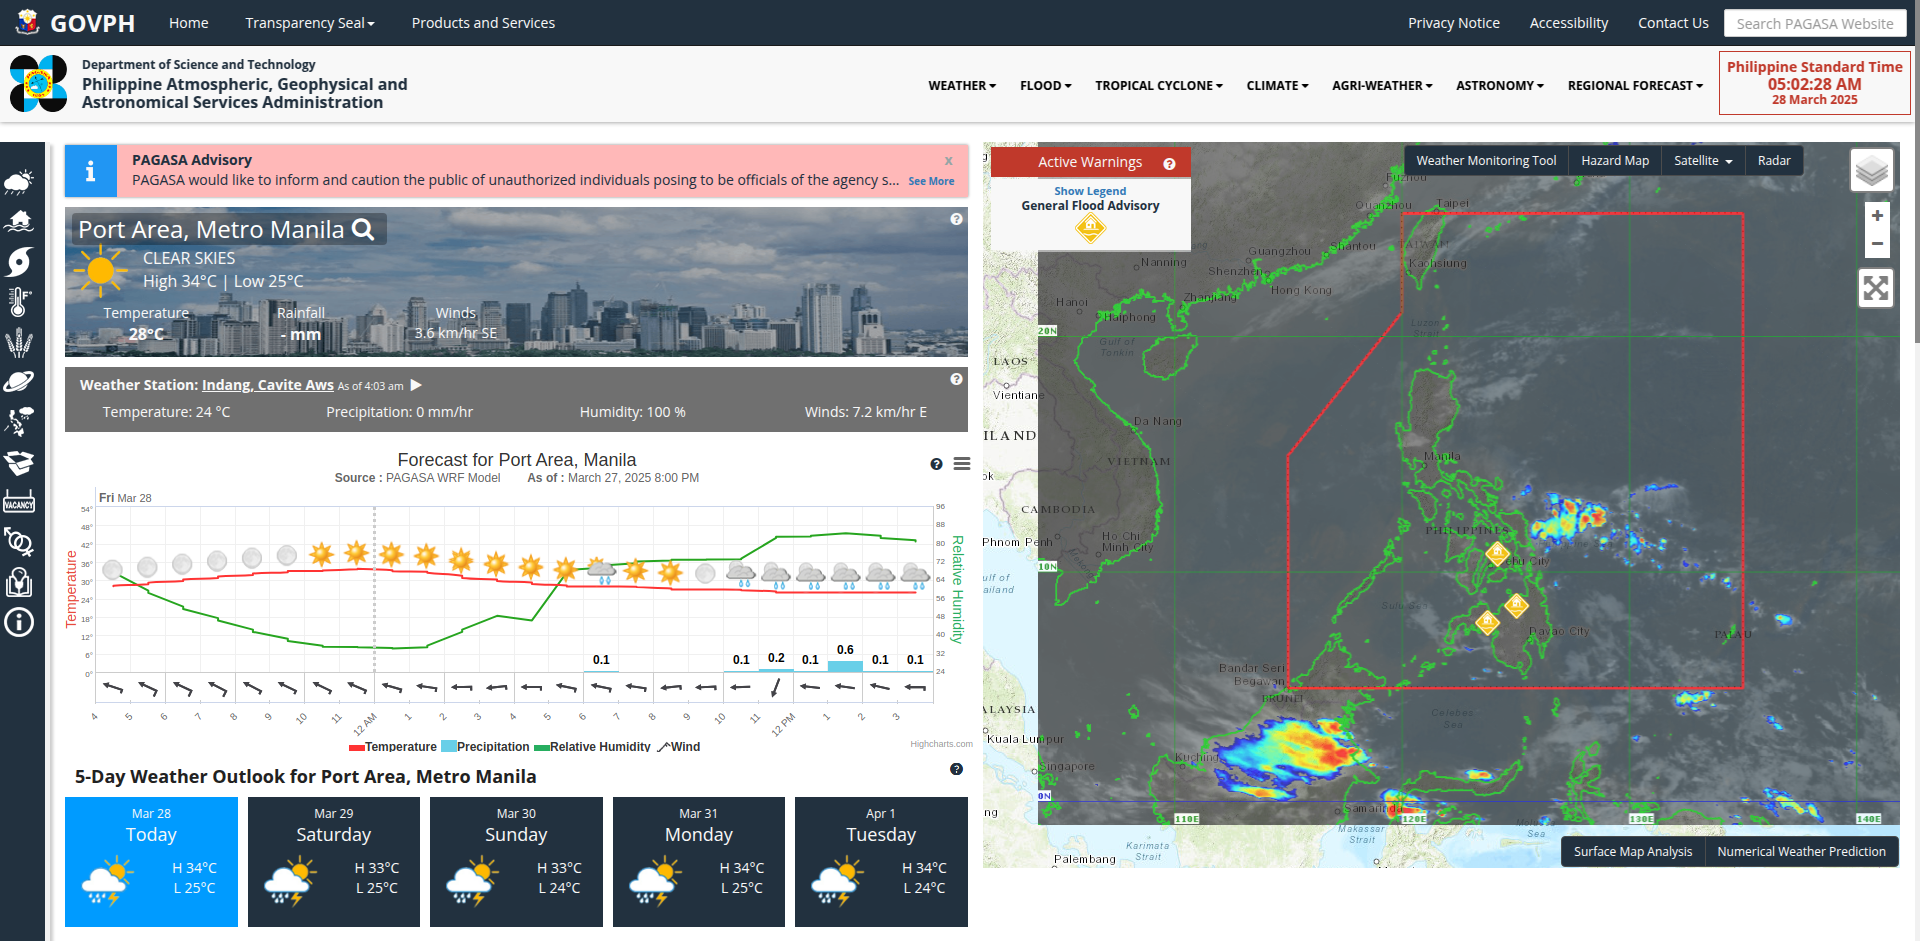 GOVPH
Home
Transparency Seal
Products and Services
Privacy Notice
Accessibility
Contact Us
Search PAGASA Website
Department of Science and Technology
Philippine Atmospheric, Geophysical and
Astronomical Services Administration
WEATHER
FLOOD
TROPICAL CYCLONE
CLIMATE
AGRI-WEATHER
ASTRONOMY
REGIONAL FORECAST
Philippine Standard Time
05:02:28 AM
28 March 2025
VACANCY
PAGASA Advisory
x
PAGASA would like to inform and caution the public of unauthorized individuals posing to be officials of the agency s... See More
Port Area, Metro Manila
CLEAR SKIES
High 34°C | Low 25°C
Temperature
Rainfall
Winds
28°C
- mm
3.6 km/hr SE
Weather Station: Indang, Cavite Aws As of 4:03 am
Temperature: 24 °C
Precipitation: 0 mm/hr
Humidity: 100 %
Winds: 7.2 km/hr E
Forecast for Port Area, Manila
Source : PAGASA WRF Model As of : March 27, 2025 8:00 PM
Fri Mar 28
Temperature
54°
48°
42°
36°
30°
24°
18°
12°
6°
0°
96
88
80
72
64
56
48
40
32
24
Relative Humidity
0.1
0.1
0.2
0.1
0.6
0.1
0.1
4
5
6
7
8
9
10
11
12 AM
1
2
3
4
5
6
7
8
9
10
11
12 PM
1
2
3
Temperature
Precipitation
Relative Humidity
Wind
Highcharts.com
5-Day Weather Outlook for Port Area, Metro Manila
Mar 28
Today
H 34°C
L 25°C
Mar 29
Saturday
H 33°C
L 25°C
Mar 30
Sunday
H 33°C
L 24°C
Mar 31
Monday
H 34°C
L 25°C
Apr 1
Tuesday
H 34°C
L 24°C
Active Warnings
Show Legend
General Flood Advisory
Weather Monitoring Tool
Hazard Map
Satellite
Radar
+
−
Fuzhou
Quanzhou
Taipei
Shantou
TAIWAN
Guangzhou
Kaohsiung
Nanning
Shenzhen
Hong Kong
Zhanjiang
Hanoi
Haiphong
20N
Luzon
Strait
Gulf of
Tonkin
LAOS
Vientiane
Da Nang
ILAND
VIETNAM
Manila
ok
CAMBODIA
PHILIPPINES
Phnom Penh
Ho Chi
Minh City
10N
Cebu City
ulf of
ailand
Sulu Sea
Davao City
PALAU
Bandar Seri
Begawan
BRUNEI
ALAYSIA
Celebes
Sea
Kuala Lumpur
Kuching
Singapore
0N
ng
Samarinda
110E
120E
130E
140E
Makassar
Strait
Karimata
Strait
Sea
Palembang
Surface Map Analysis
Numerical Weather Prediction